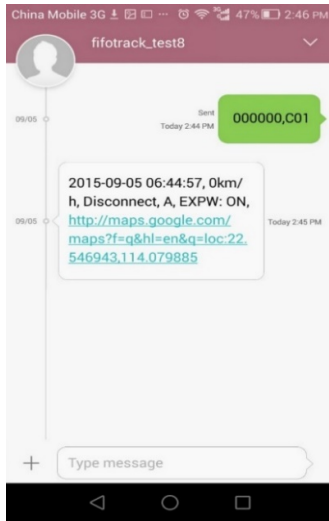 China Mobile 3G ... 3G 47% 2:46 PM
fifotrack_test8
09/05
Sent
Today 2:44 PM
000000,C01
2015-09-05 06:44:57, 0km/
h, Disconnect, A, EXPW: ON,
http://maps.google.com/
maps?f=q&hl=en&q=loc:22.
546943,114.079885
09/05
Today 2:45 PM
Type message